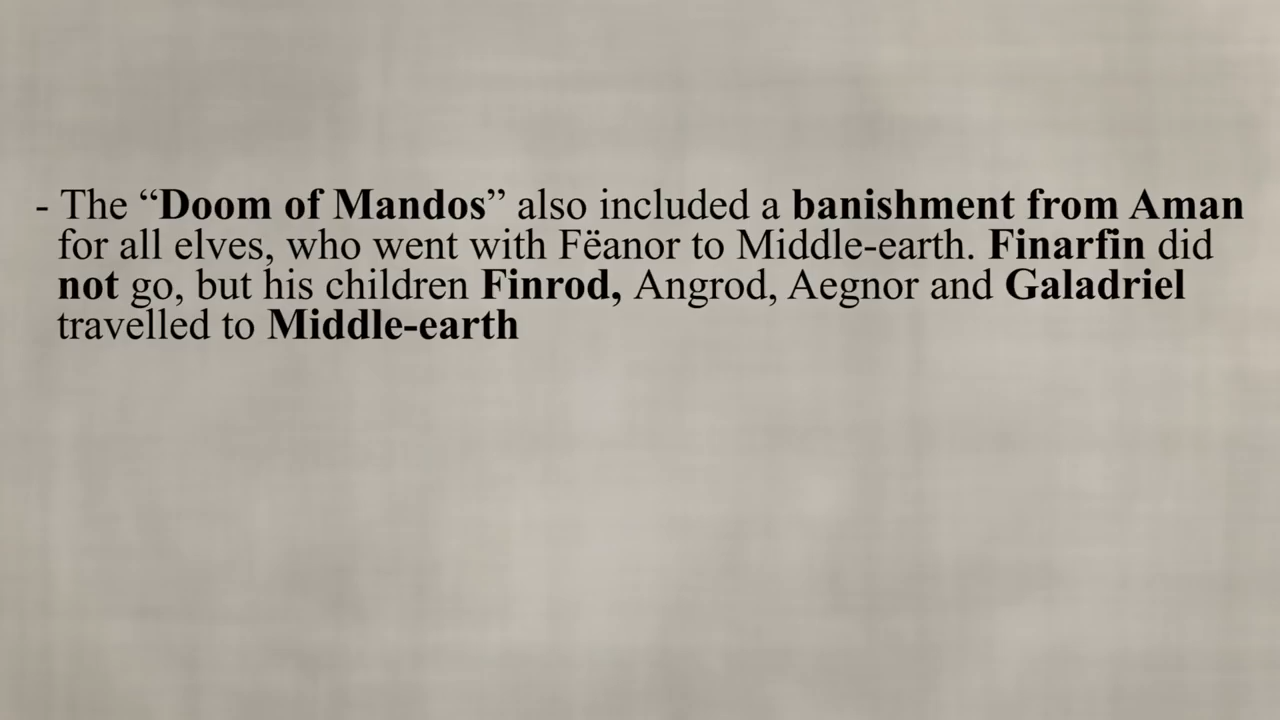 - The “Doom of Mandos” also included a banishment from Aman
for all elves, who went with Fëanor to Middle-earth. Finarfin did
not go, but his children Finrod, Angrod, Aegnor and Galadriel
travelled to Middle-earth